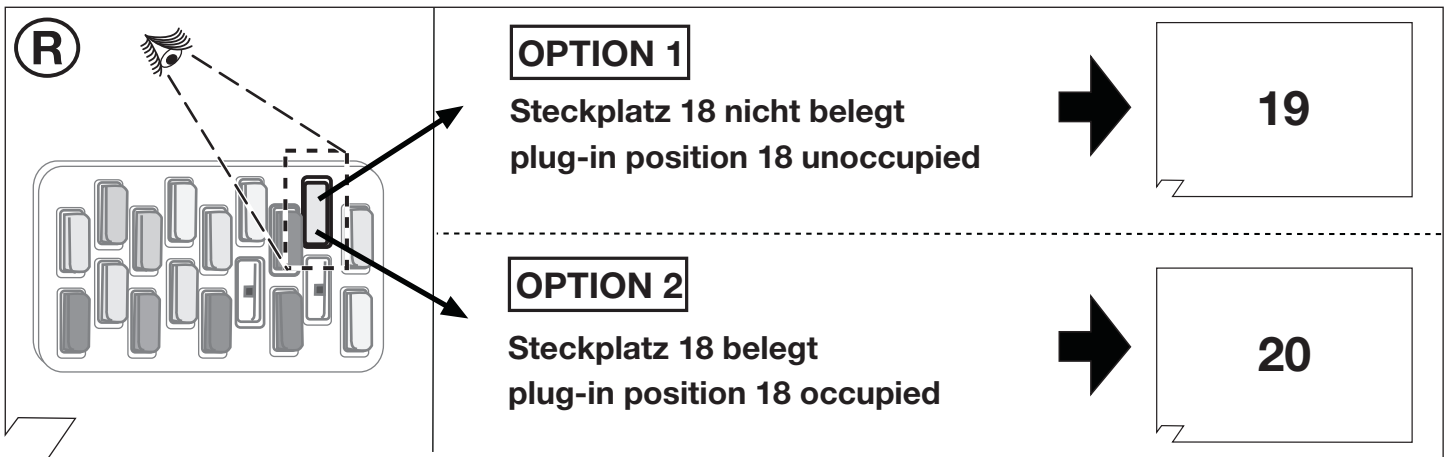 R
OPTION 1
Steckplatz 18 nicht belegt
plug-in position 18 unoccupied
19
OPTION 2
Steckplatz 18 belegt
plug-in position 18 occupied
20